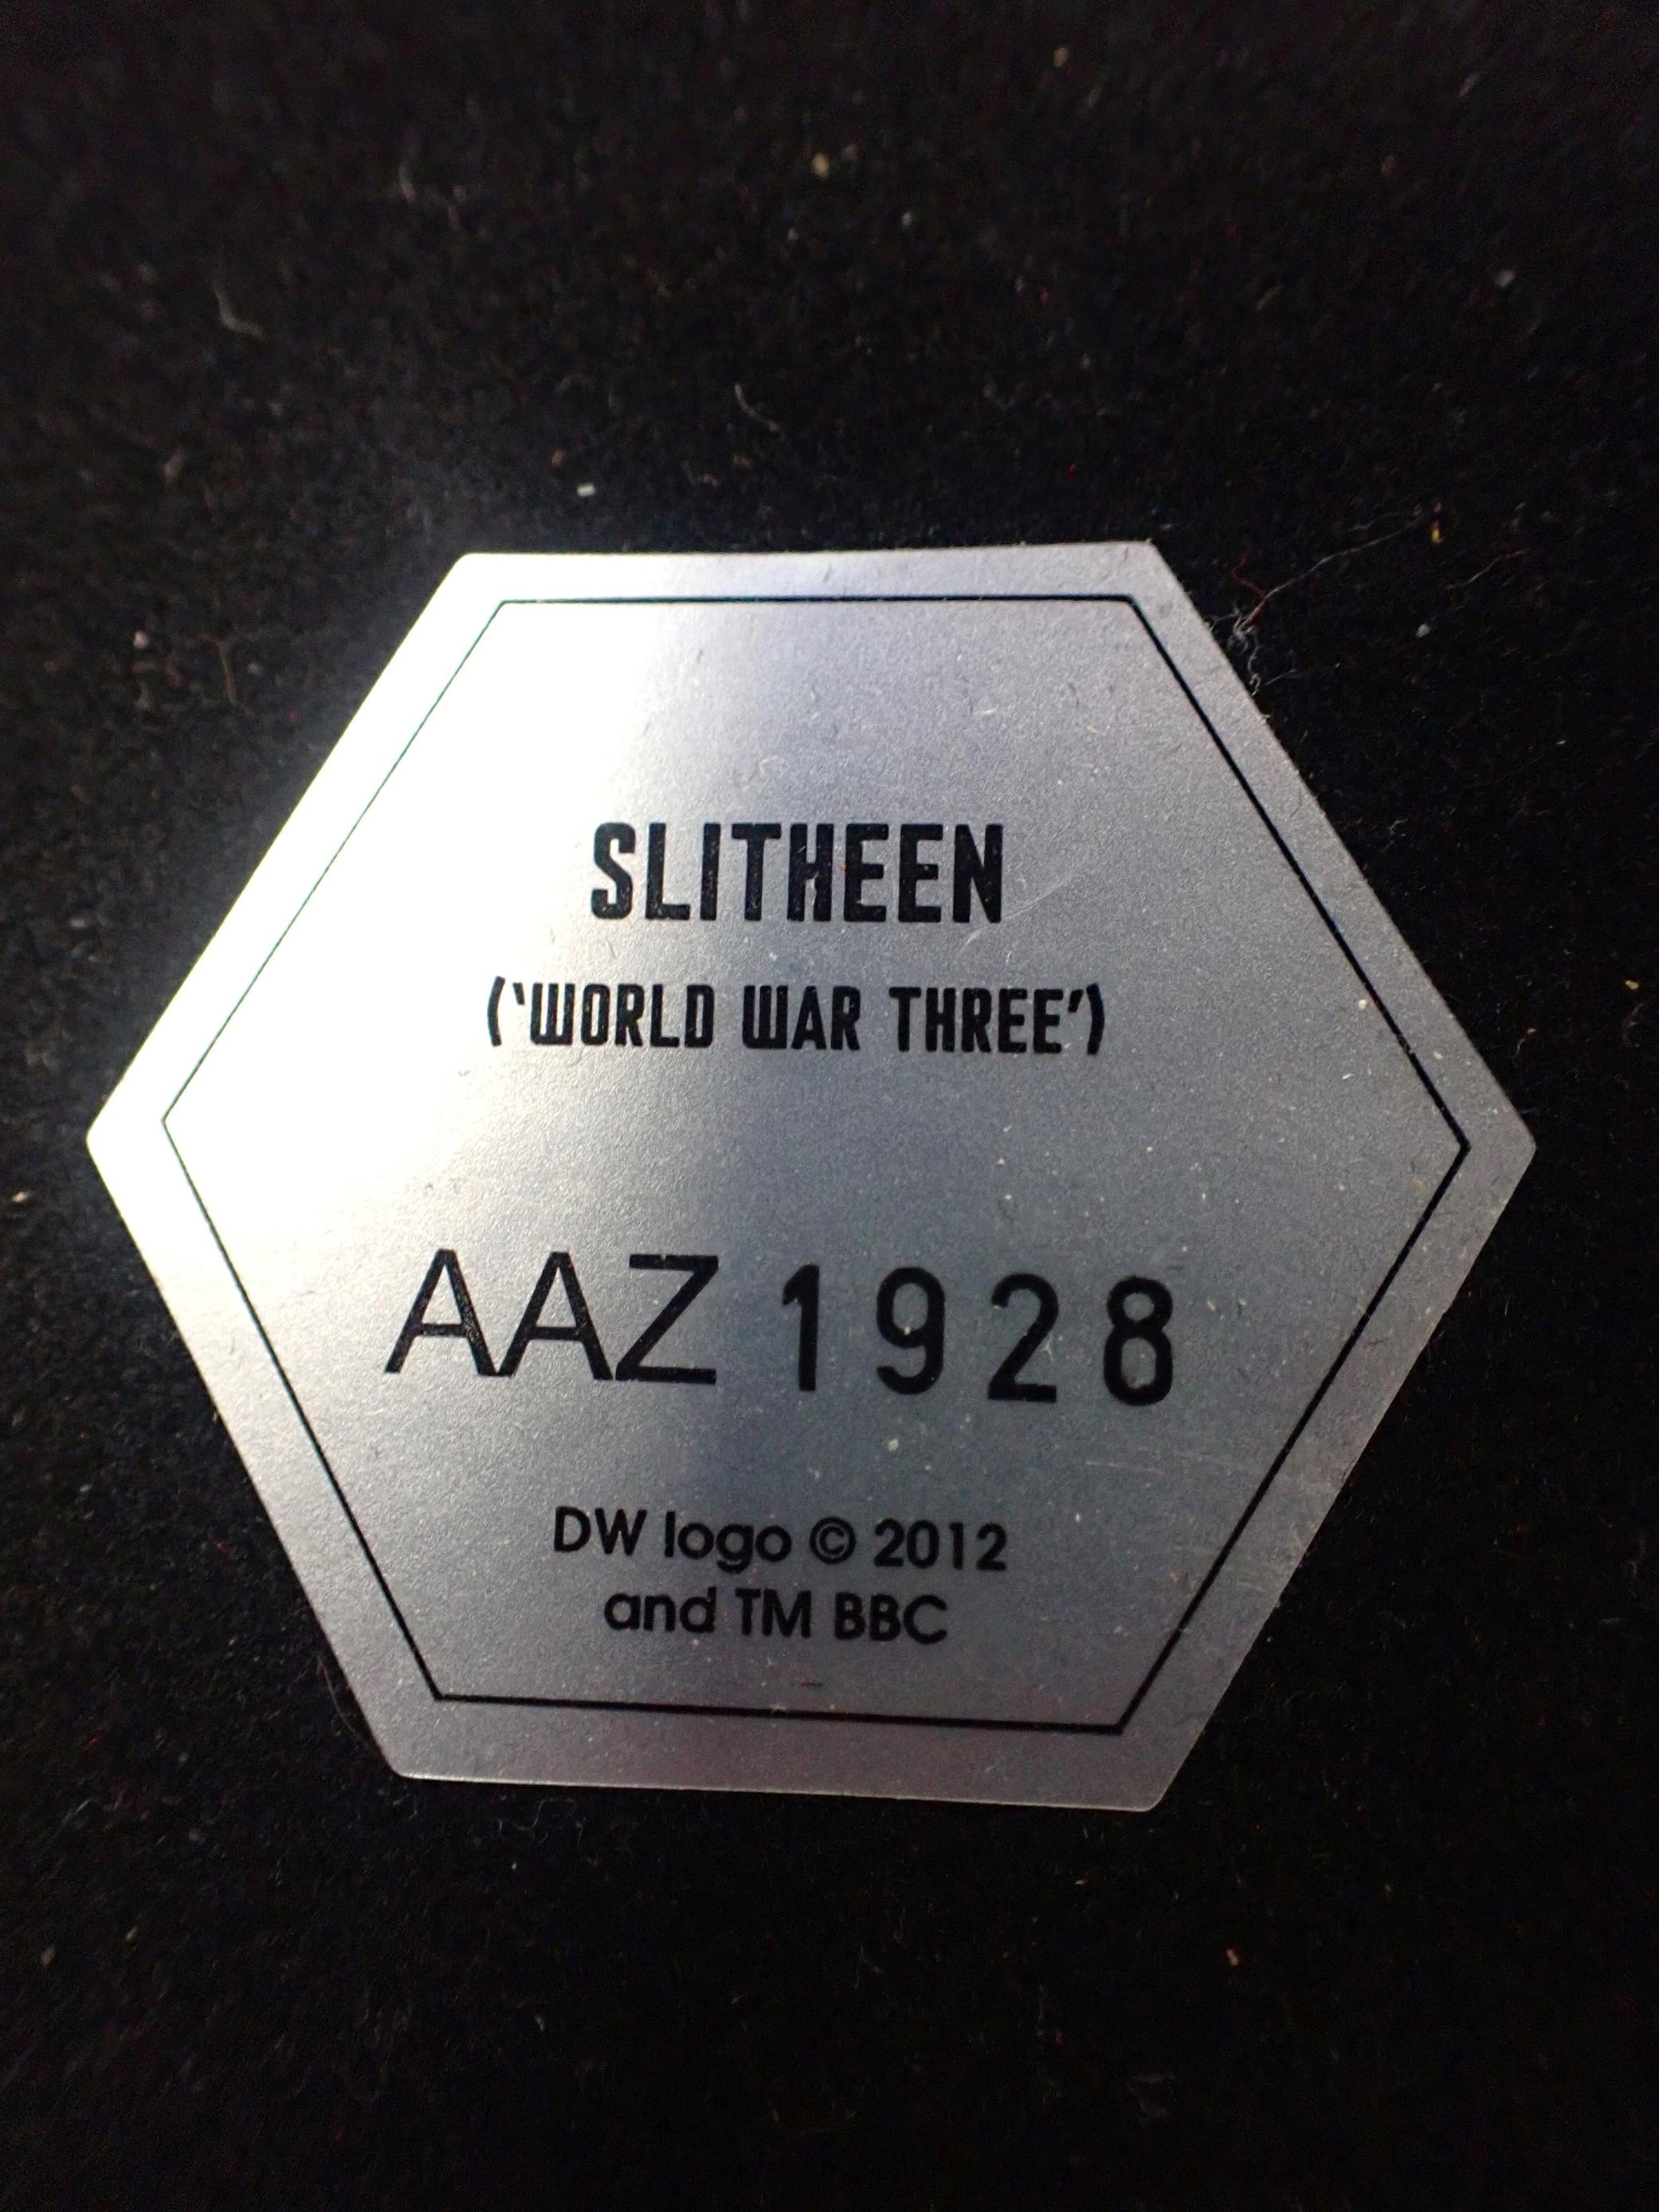 SLITHEEN
(‘WORLD WAR THREE’)
AAZ 1928
DW logo © 2012
and TM BBC